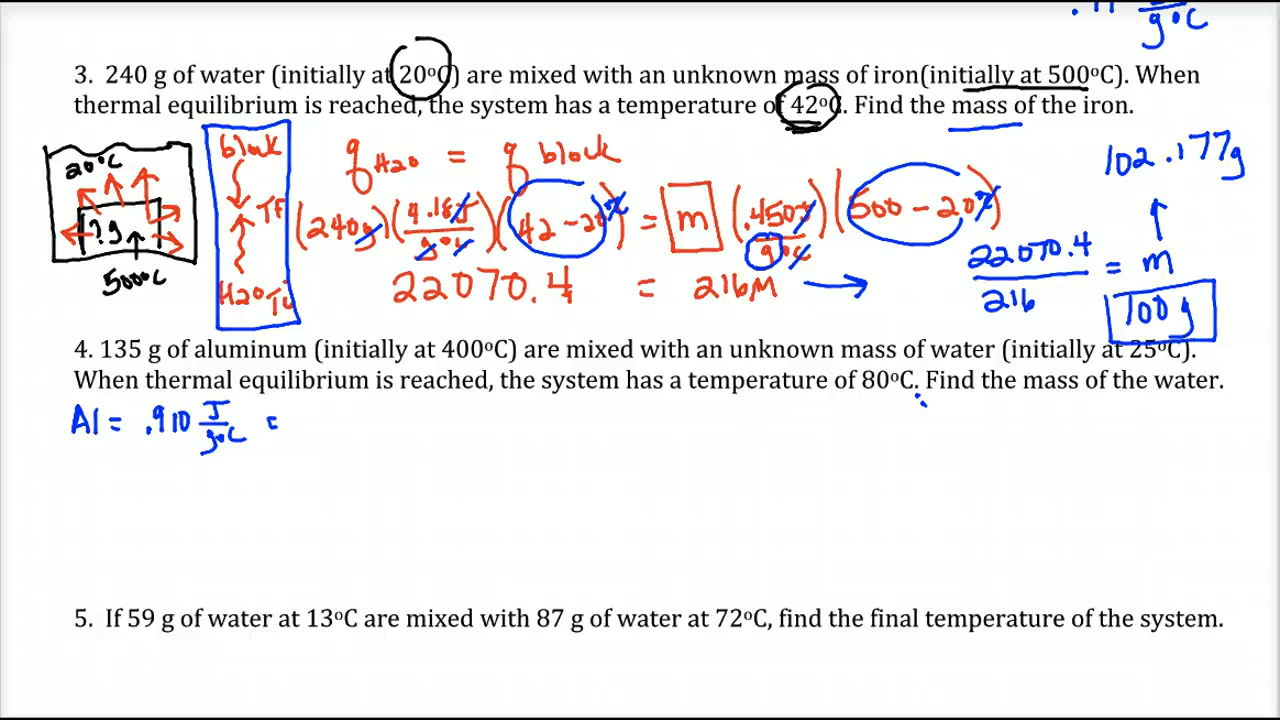 g°C
3. 240 g of water (initially at 20°C) are mixed with an unknown mass of iron(initially at 500°C). When
thermal equilibrium is reached, the system has a temperature of 42°C. Find the mass of the iron.
20°C
?g
500°C
block
TF
H2O Ti
q H2O = q block
(240g)(4.18 J/g°C)(42 - 20°C) = m (.450 J/g°C)(500 - 20°C)
22070.4 = 216m → 22070.4/216 = m
102.177g
100g
4. 135 g of aluminum (initially at 400°C) are mixed with an unknown mass of water (initially at 25°C).
When thermal equilibrium is reached, the system has a temperature of 80°C. Find the mass of the water.
Al = .910 J/g°C =
5. If 59 g of water at 13°C are mixed with 87 g of water at 72°C, find the final temperature of the system.